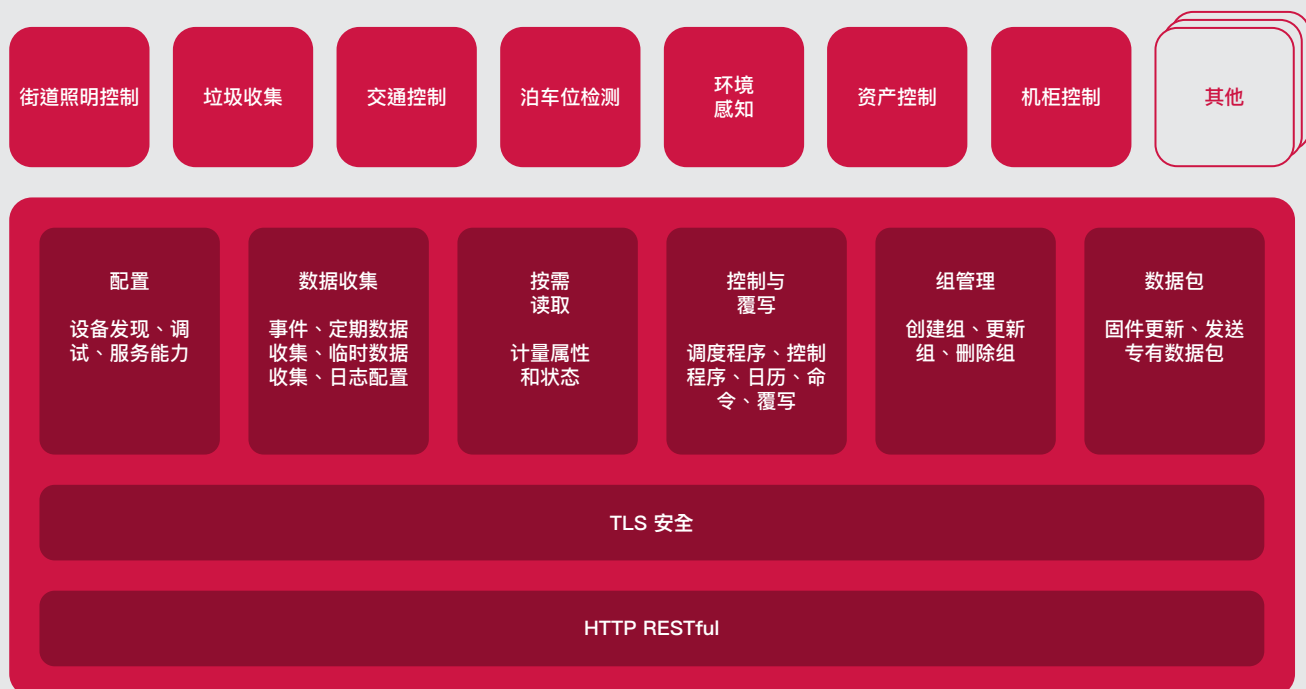 街道照明控制
垃圾收集
交通控制
泊车位检测
环境
感知
资产控制
机柜控制
其他
配置
设备发现、调
试、服务能力
数据收集
事件、定期数据
收集、临时数据
收集、日志配置
按需
读取
计量属性
和状态
控制与
覆写
调度程序、控制
程序、日历、命
令、覆写
组管理
创建组、更新
组、删除组
数据包
固件更新、发送
专有数据包
TLS 安全
HTTP RESTful